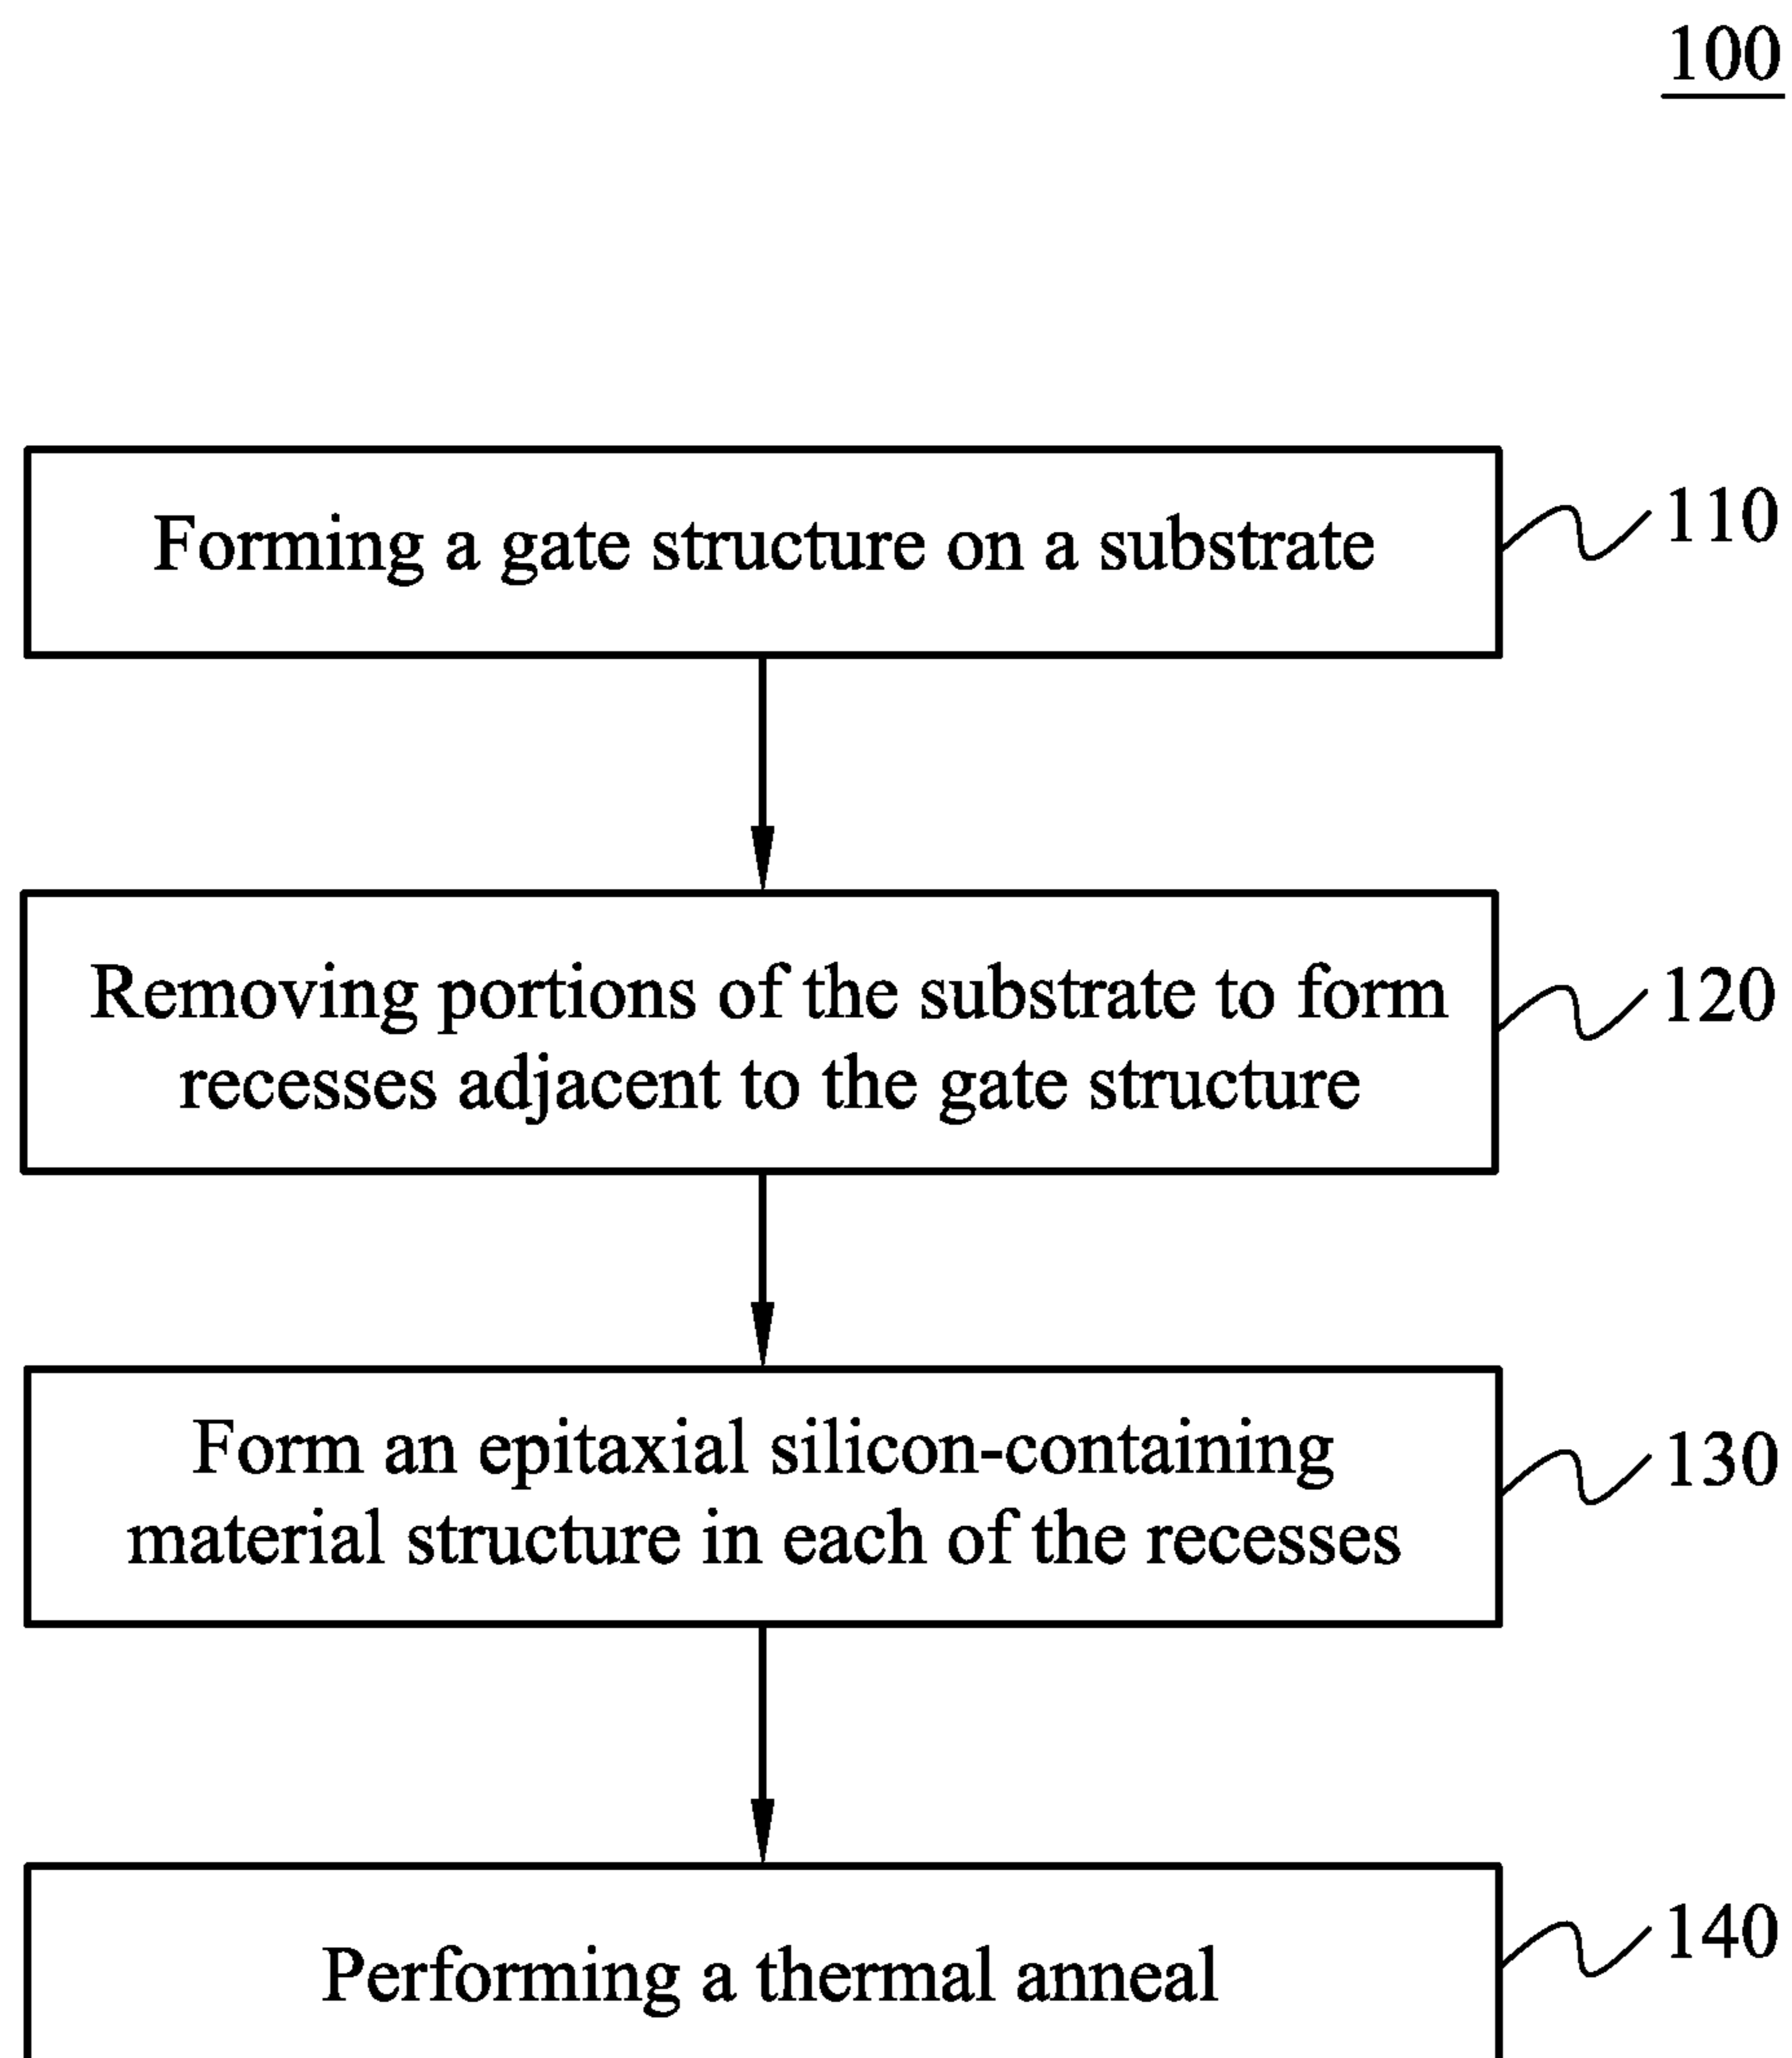 100
Forming a gate structure on a substrate
110
Removing portions of the substrate to form
recesses adjacent to the gate structure
120
Form an epitaxial silicon-containing
material structure in each of the recesses
130
Performing a thermal anneal
140